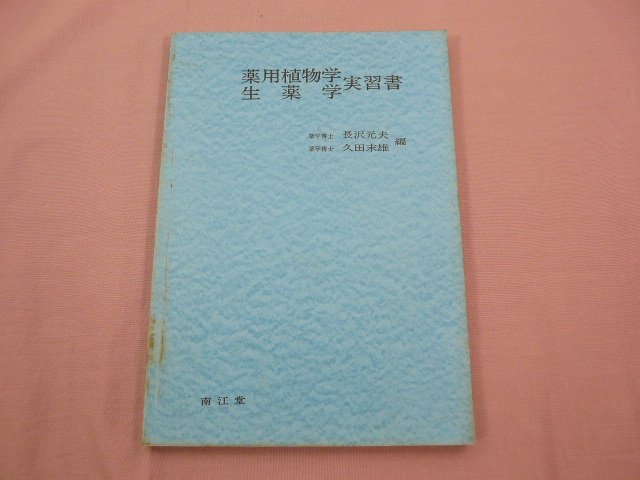 薬用植物学
生薬学
実習書
薬学博士 長沢元夫
薬学博士 久田末雄
編
南江堂